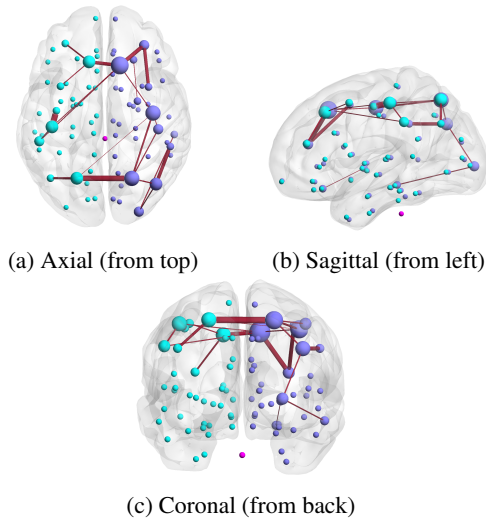 (a) Axial (from top)
(b) Sagittal (from left)
(c) Coronal (from back)